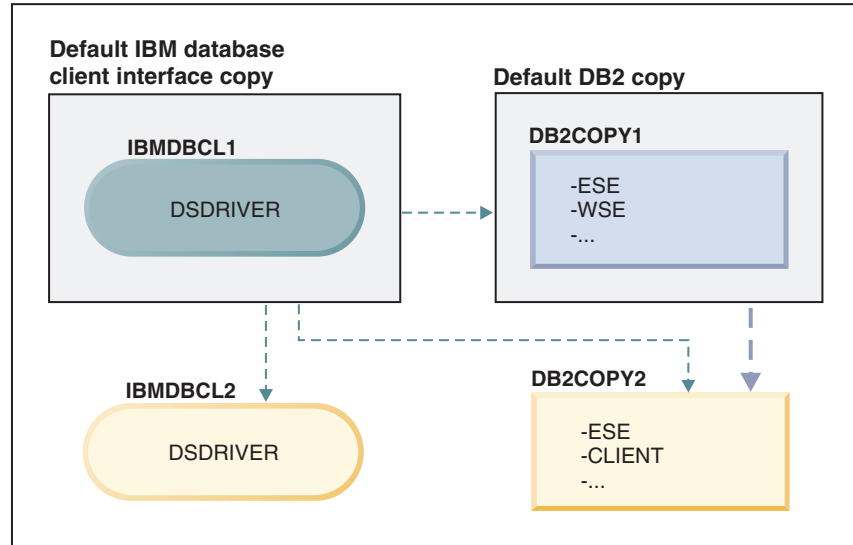 Default IBM database
client interface copy
IBMDBCL1
DSDRIVER
Default DB2 copy
DB2COPY1
-ESE
-WSE
-...
IBMDBCL2
DSDRIVER
DB2COPY2
-ESE
-CLIENT
-...